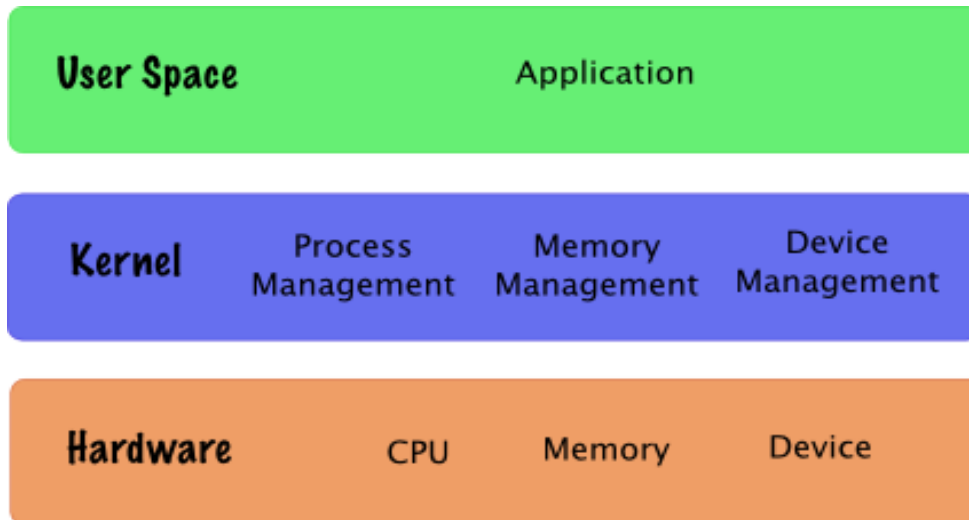 User Space
Application
Kernel
Process
Management
Memory
Management
Device
Management
Hardware
CPU
Memory
Device